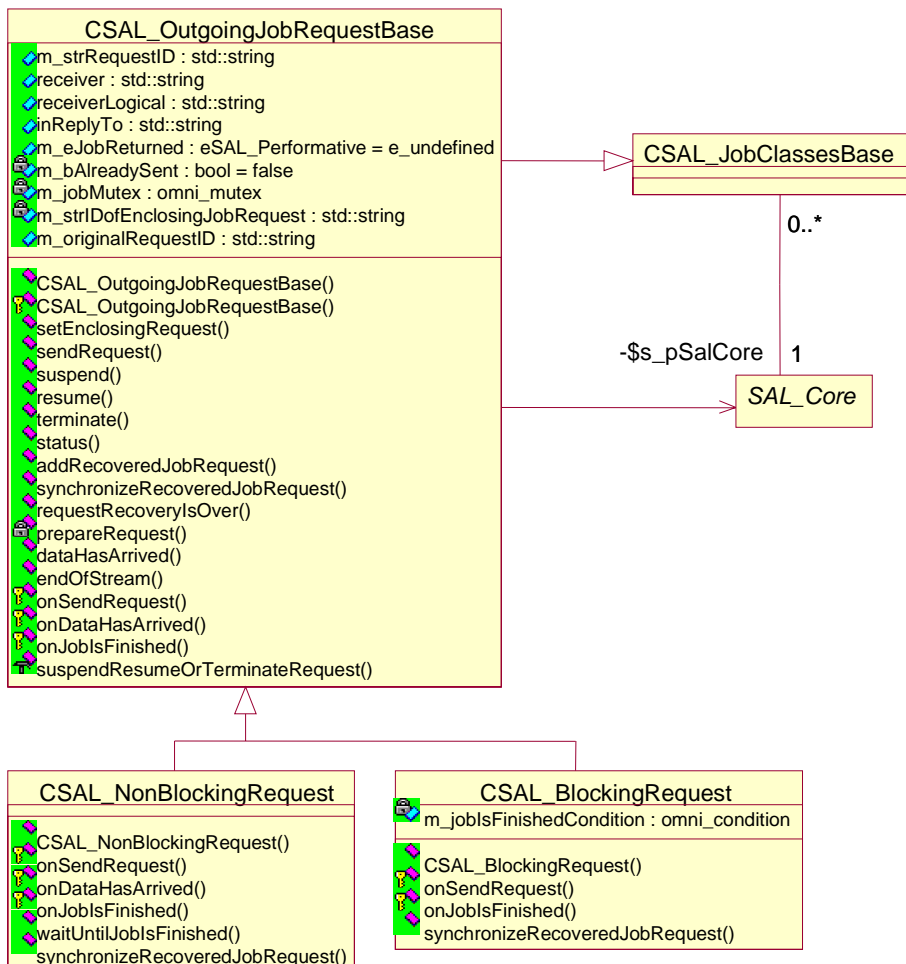 CSAL_OutgoingJobRequestBase
m_strRequestID : std::string
receiver : std::string
receiverLogical : std::string
inReplyTo : std::string
m_eJobReturned : eSAL_Performative = e_undefined
m_bAlreadySent : bool = false
m_jobMutex : omni_mutex
m_strIDofEnclosingJobRequest : std::string
m_originalRequestID : std::string
CSAL_OutgoingJobRequestBase()
CSAL_OutgoingJobRequestBase()
setEnclosingRequest()
sendRequest()
suspend()
resume()
terminate()
status()
addRecoveredJobRequest()
synchronizeRecoveredJobRequest()
requestRecoveryIsOver()
prepareRequest()
dataHasArrived()
endOfStream()
onSendRequest()
onDataHasArrived()
onJobIsFinished()
suspendResumeOrTerminateRequest()
CSAL_JobClassesBase
0..*
-$s_pSalCore
1
SAL_Core
CSAL_NonBlockingRequest
CSAL_NonBlockingRequest()
onSendRequest()
onDataHasArrived()
onJobIsFinished()
waitUntilJobIsFinished()
synchronizeRecoveredJobRequest()
CSAL_BlockingRequest
m_jobIsFinishedCondition : omni_condition
CSAL_BlockingRequest()
onSendRequest()
onJobIsFinished()
synchronizeRecoveredJobRequest()